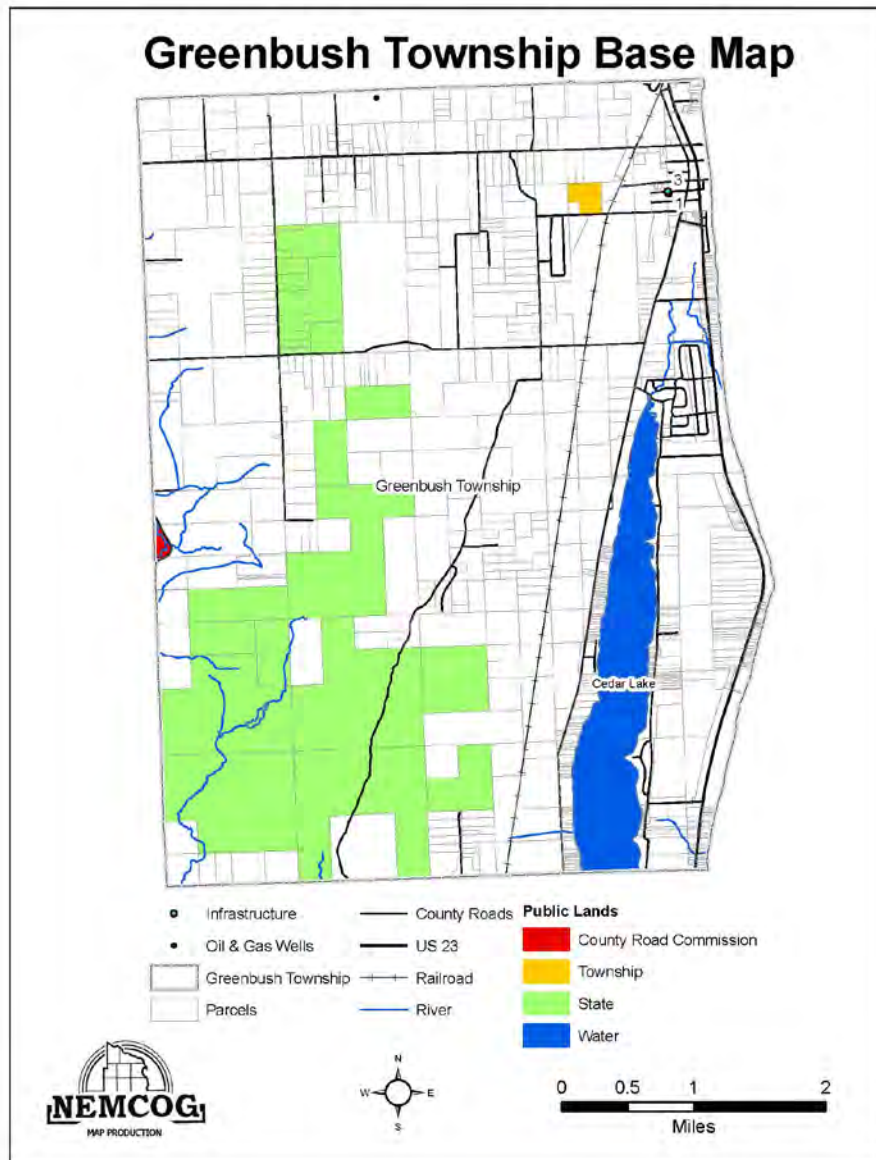 Greenbush Township Base Map
3
1
Greenbush Township
Cedar Lake
Infrastructure
Oil & Gas Wells
Greenbush Township
Parcels
County Roads
US 23
Railroad
River
Public Lands
County Road Commission
Township
State
Water
NEMCOG
MAP PRODUCTION
N
W E
S
0 0.5 1 2
Miles